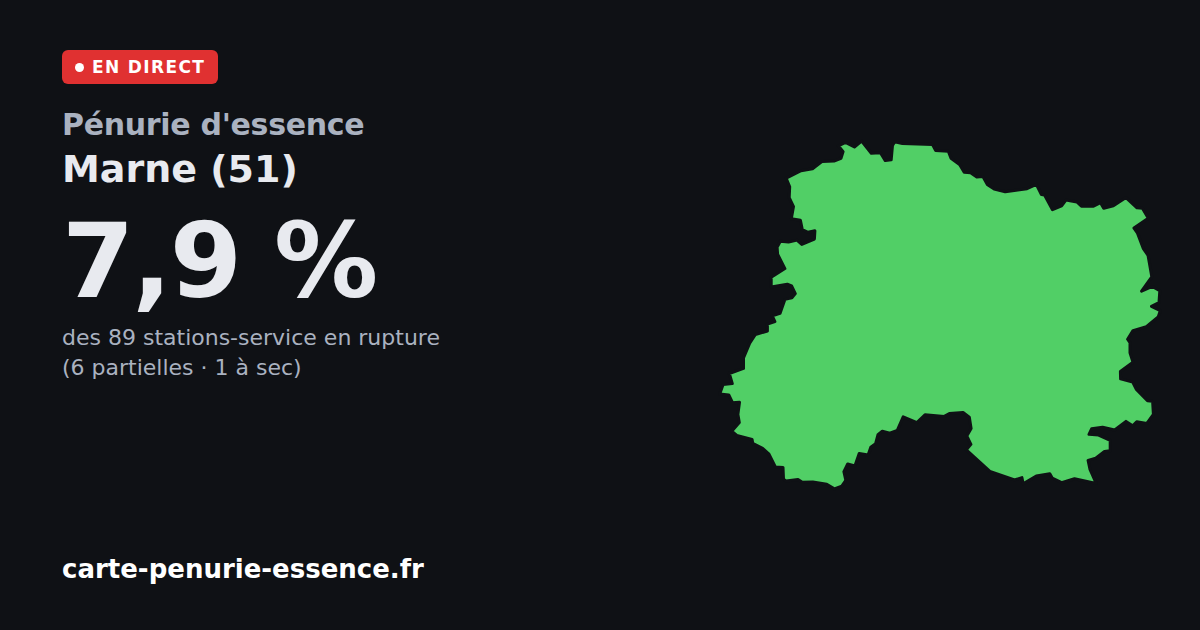 EN DIRECT
Pénurie d'essence
Marne (51)
7,9 %
des 89 stations-service en rupture
(6 partielles · 1 à sec)
carte-penurie-essence.fr